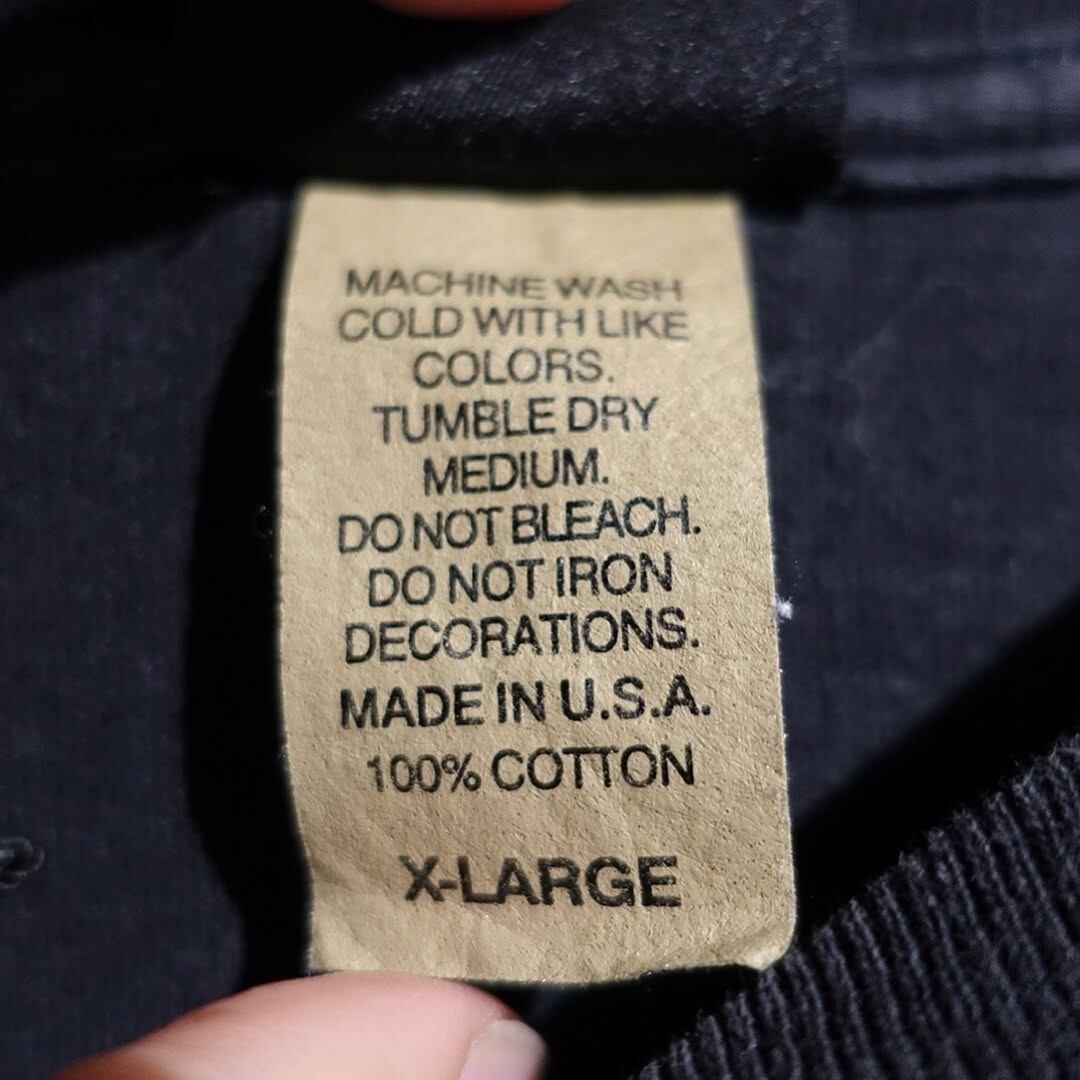 MACHINE WASH
COLD WITH LIKE
COLORS.
TUMBLE DRY
MEDIUM.
DO NOT BLEACH.
DO NOT IRON
DECORATIONS.
MADE IN U.S.A.
100% COTTON
X-LARGE